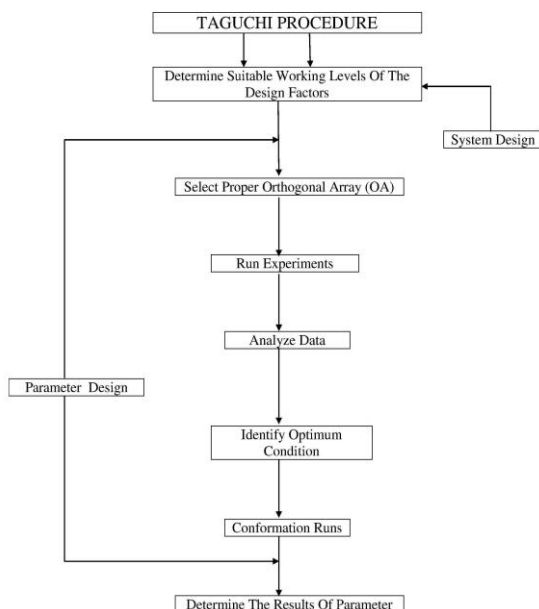 TAGUCHI PROCEDURE
Determine Suitable Working Levels Of The
Design Factors
System Design
Select Proper Orthogonal Array (OA)
Run Experiments
Analyze Data
Parameter Design
Identify Optimum
Condition
Conformation Runs
Determine The Results Of Parameter